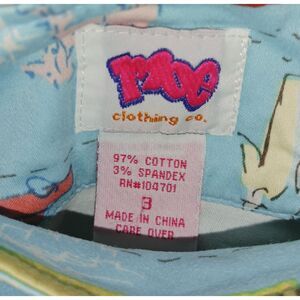 clothing co.
97% COTTON
3% SPANDEX
RN#104701
3
MADE IN CHINA
CARE OVER